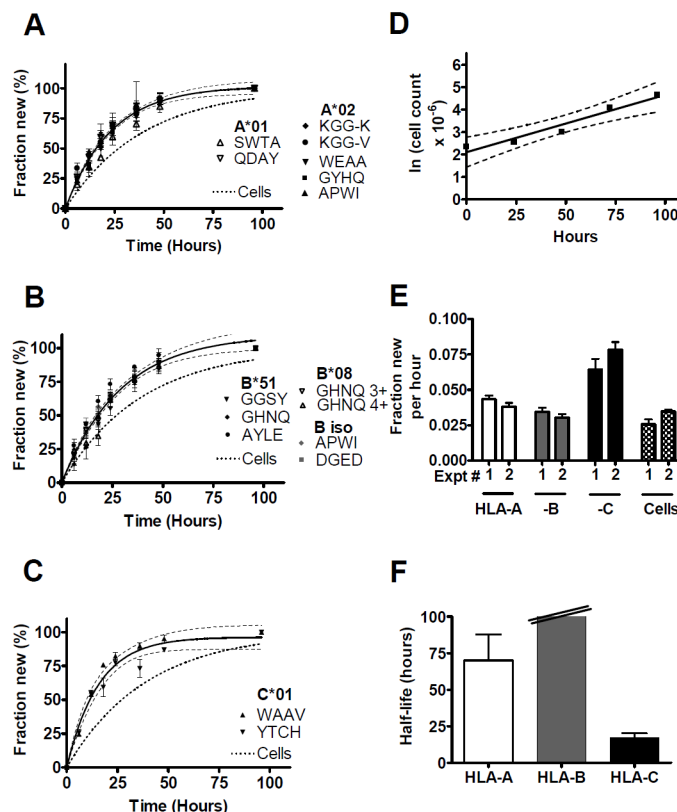 A
Fraction new (%)
100
75
50
25
0
0 25 50 75 100
Time (Hours)
A*01
SWTA
QDAY
A*02
KGG-K
KGG-V
WEAA
GYHQ
APWI
Cells
B
Fraction new (%)
100
75
50
25
0
0 25 50 75 100
Time (Hours)
B*51
GGSY
GHNQ
AYLE
Cells
B*08
GHNQ 3+
GHNQ 4+
B iso
APWI
DGED
C
Fraction new (%)
100
75
50
25
0
0 25 50 75 100
Time (Hours)
C*01
WAAV
YTCH
Cells
D
ln (cell count
x 10-6)
6
5
4
3
2
1
0
0 25 50 75 100
Hours
E
Fraction new
per hour
0.100
0.075
0.050
0.025
0.000
Expt # 1 2 1 2 1 2 1 2
HLA-A -B -C Cells
F
Half-life (hours)
100
75
50
25
0
HLA-A HLA-B HLA-C